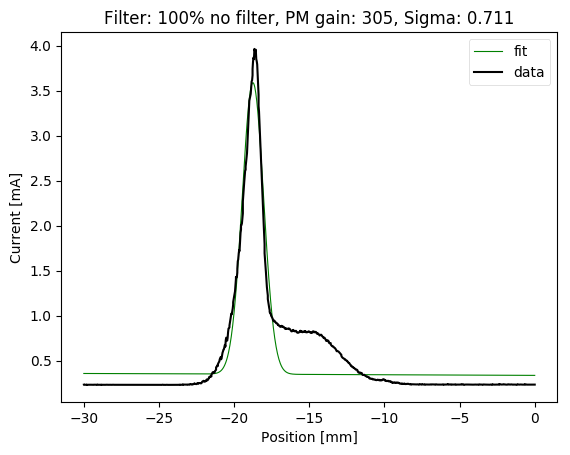 Filter: 100% no filter, PM gain: 305, Sigma: 0.711
4.0
3.5
3.0
2.5
2.0
1.5
1.0
0.5
Current [mA]
fit
data
−30 −25 −20 −15 −10 −5 0
Position [mm]